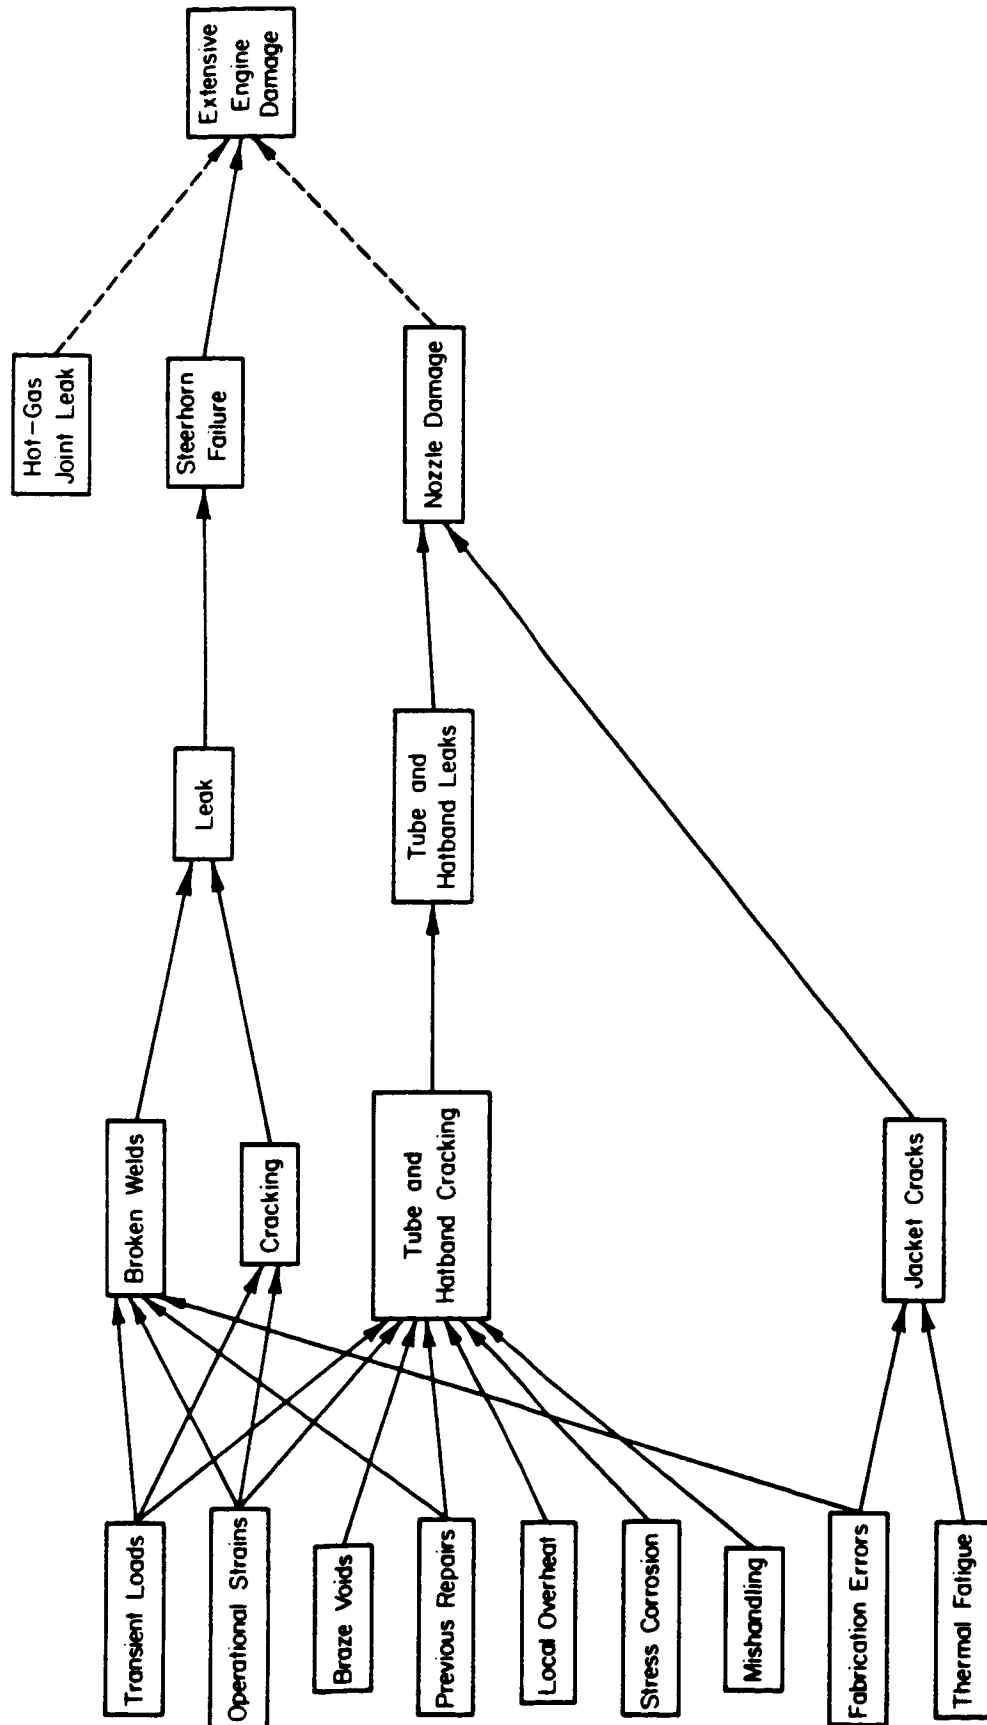 Transient Loads
Operational Strains
Braze Voids
Previous Repairs
Local Overheat
Stress Corrosion
Mishandling
Fabrication Errors
Thermal Fatigue
Broken Welds
Cracking
Tube and
Hatband Cracking
Jacket Cracks
Leak
Tube and
Hatband Leaks
Hot-Gas
Joint Leak
Steerhorn
Failure
Nozzle Damage
Extensive
Engine
Damage